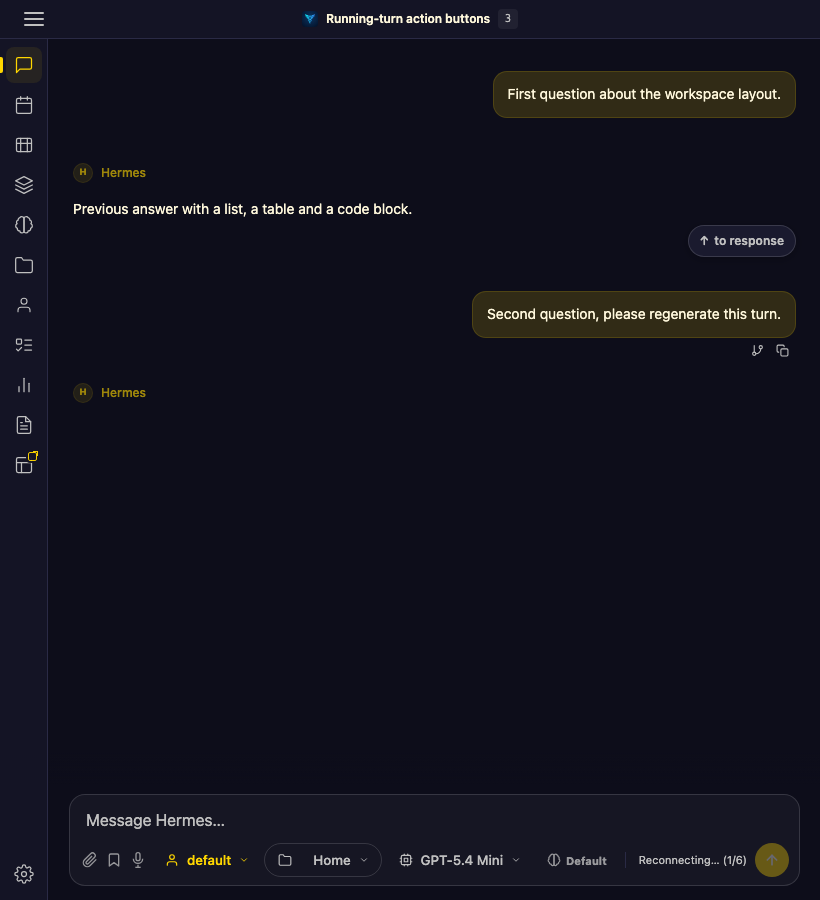 Running-turn action buttons 3
First question about the workspace layout.
H Hermes
Previous answer with a list, a table and a code block.
↑ to response
Second question, please regenerate this turn.
H Hermes
Message Hermes...
default Home GPT-5.4 Mini Default Reconnecting... (1/6)